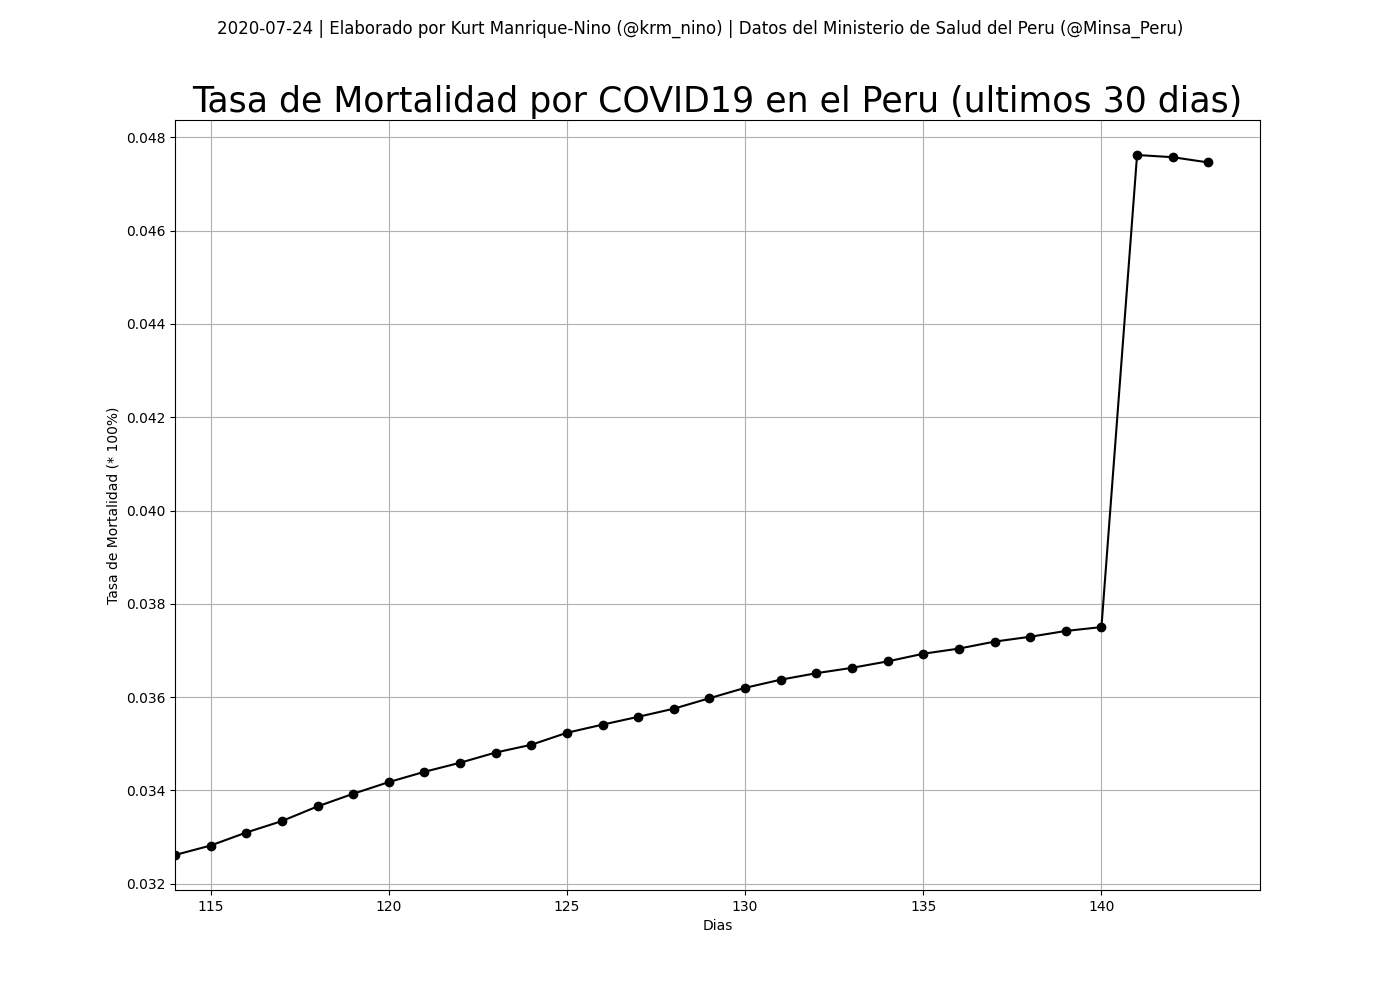 2020-07-24 | Elaborado por Kurt Manrique-Nino (@krm_nino) | Datos del Ministerio de Salud del Peru (@Minsa_Peru)
Tasa de Mortalidad por COVID19 en el Peru (ultimos 30 dias)
Tasa de Mortalidad (* 100%)
0.048
0.046
0.044
0.042
0.040
0.038
0.036
0.034
0.032
115 120 125 130 135 140
Dias